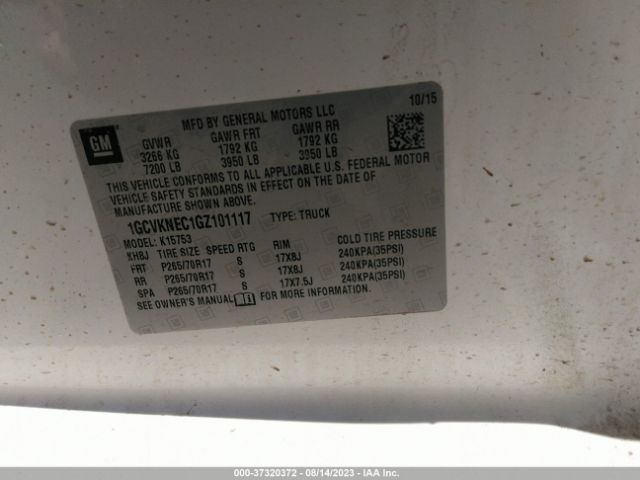 GM
MFD BY GENERAL MOTORS LLC 10/15
GVWR GAWR FRT GAWR RR
3266 KG 1792 KG 1792 KG
7200 LB 3950 LB 3950 LB
THIS VEHICLE CONFORMS TO ALL APPLICABLE U.S. FEDERAL MOTOR
VEHICLE SAFETY STANDARDS IN EFFECT ON THE DATE OF
MANUFACTURE SHOWN ABOVE.
1GCVKNEC1GZ101117 TYPE: TRUCK
MODEL: K15753
KHBJ TIRE SIZE SPEED RTG RIM COLD TIRE PRESSURE
FRT P265/70R17 S 17X8J 240KPA(35PSI)
RR P265/70R17 S 17X8J 240KPA(35PSI)
SPA P265/70R17 S 17X7.5J 240KPA(35PSI)
SEE OWNER'S MANUAL FOR MORE INFORMATION.
000-37320372 - 08/14/2023 - IAA Inc.